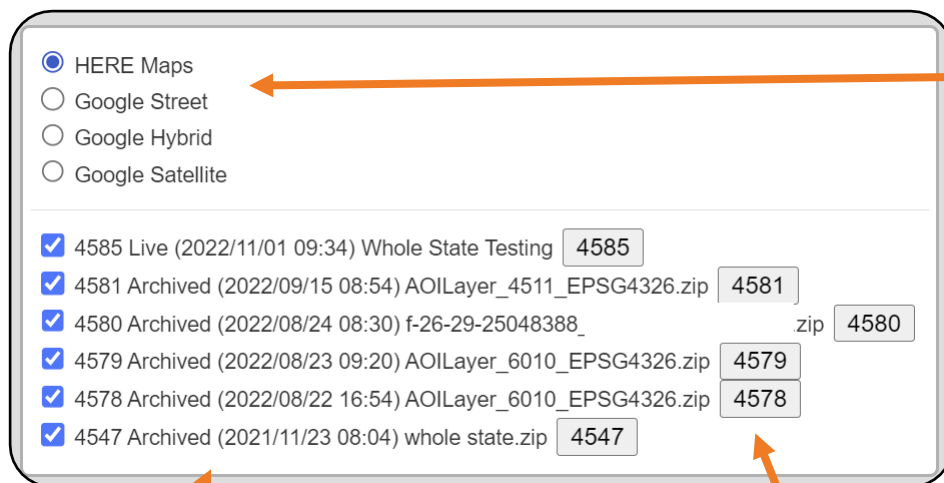 HERE Maps
Google Street
Google Hybrid
Google Satellite
4585 Live (2022/11/01 09:34) Whole State Testing 4585
4581 Archived (2022/09/15 08:54) AOILayer_4511_EPSG4326.zip 4581
4580 Archived (2022/08/24 08:30) f-26-29-25048388_ .zip 4580
4579 Archived (2022/08/23 09:20) AOILayer_6010_EPSG4326.zip 4579
4578 Archived (2022/08/22 16:54) AOILayer_6010_EPSG4326.zip 4578
4547 Archived (2021/11/23 08:04) whole state.zip 4547